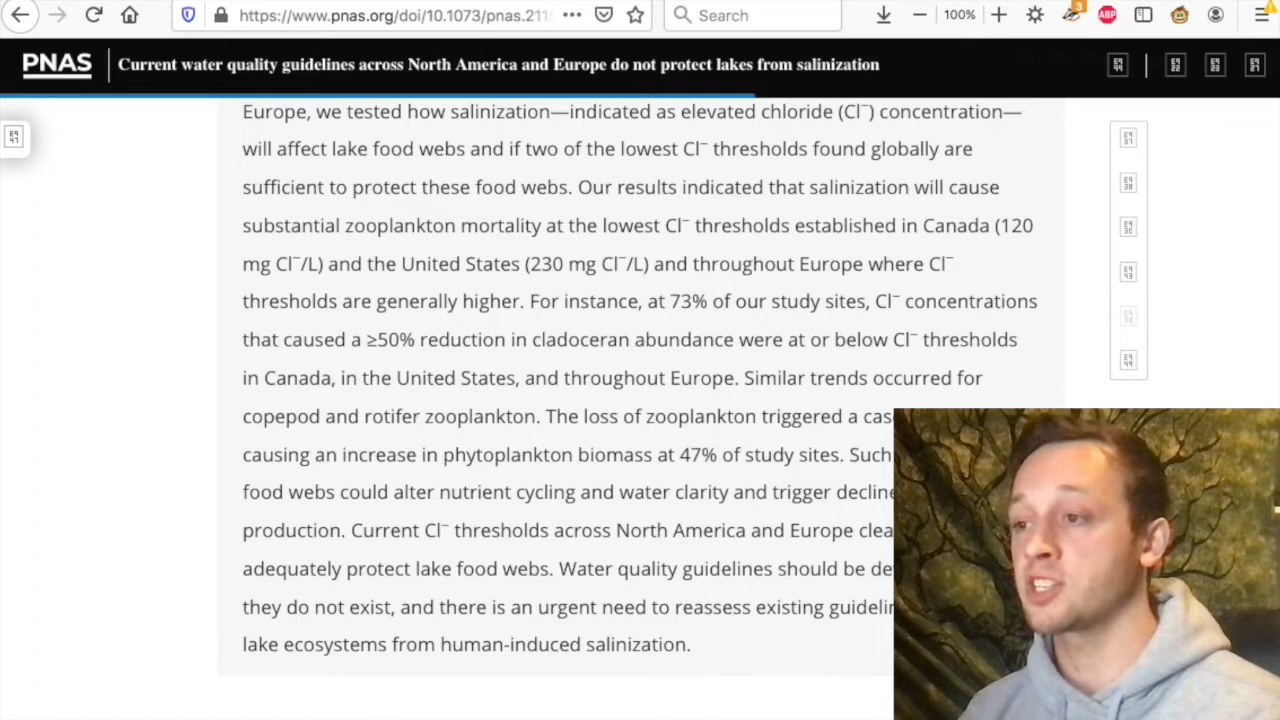 https://www.pnas.org/doi/10.1073/pnas.211
Search
100%
3
ABP
PNAS
Current water quality guidelines across North America and Europe do not protect lakes from salinization
Europe, we tested how salinization—indicated as elevated chloride (Cl⁻) concentration—
will affect lake food webs and if two of the lowest Cl⁻ thresholds found globally are
sufficient to protect these food webs. Our results indicated that salinization will cause
substantial zooplankton mortality at the lowest Cl⁻ thresholds established in Canada (120
mg Cl⁻/L) and the United States (230 mg Cl⁻/L) and throughout Europe where Cl⁻
thresholds are generally higher. For instance, at 73% of our study sites, Cl⁻ concentrations
that caused a ≥50% reduction in cladoceran abundance were at or below Cl⁻ thresholds
in Canada, in the United States, and throughout Europe. Similar trends occurred for
copepod and rotifer zooplankton. The loss of zooplankton triggered a cas
causing an increase in phytoplankton biomass at 47% of study sites. Such
food webs could alter nutrient cycling and water clarity and trigger decline
production. Current Cl⁻ thresholds across North America and Europe clea
adequately protect lake food webs. Water quality guidelines should be de
they do not exist, and there is an urgent need to reassess existing guidelin
lake ecosystems from human-induced salinization.